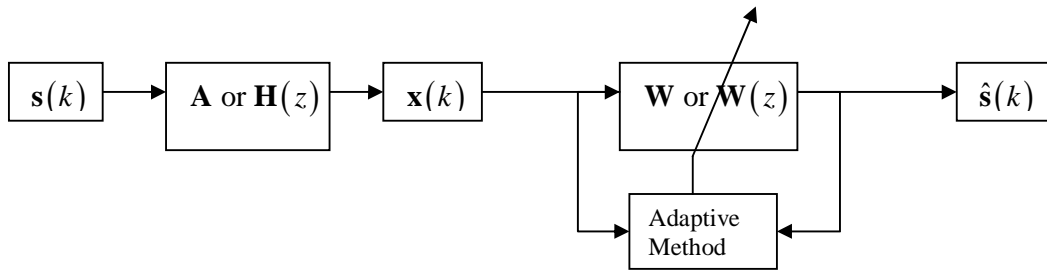 s(k)
A or H(z)
x(k)
W or W(z)
ŝ(k)
Adaptive
Method